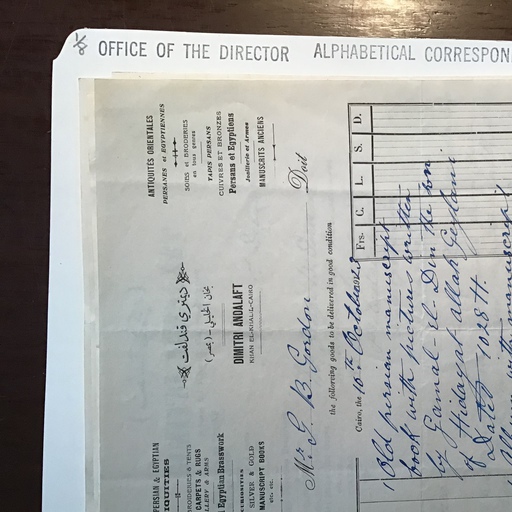 PERSIAN & EGYPTIAN
IQUITIES
BROIDERIES & TENTS
CARPETS & RUGS
LLERY & ARMS
Egyptian Brasswork
CURIOSITIES
SILVER & GOLD
MANUSCRIPT BOOKS
etc. etc.
ديمتري قندلفت
بخان الخليلي - (بمصر)
DIMITRI ANDALAFT
KHAN EL-KHALIL-CAIRO
ANTIQUITÉS ORIENTALES
PERSANES et EGYPTIENNES
SOIES et BRODERIES
en tous genres
TAPIS PERSANS
CUIVRES ET BRONZES
Persans et Egyptiens
Joaillerie et Armes
MANUSCRITS ANCIENS
Mr G. B. Gordon Doit
the following goods to be delivered in good condition
Cairo, the 10th October 1923
Frs. C. L. S. D.
1 Old persian manuscript
book with pictures written
by Gamal-el-Din the son
of Hidayat allah Geylani
Dated 1028 H.
1 Album with manuscript
OFFICE OF THE DIRECTOR ALPHABETICAL CORRESPON